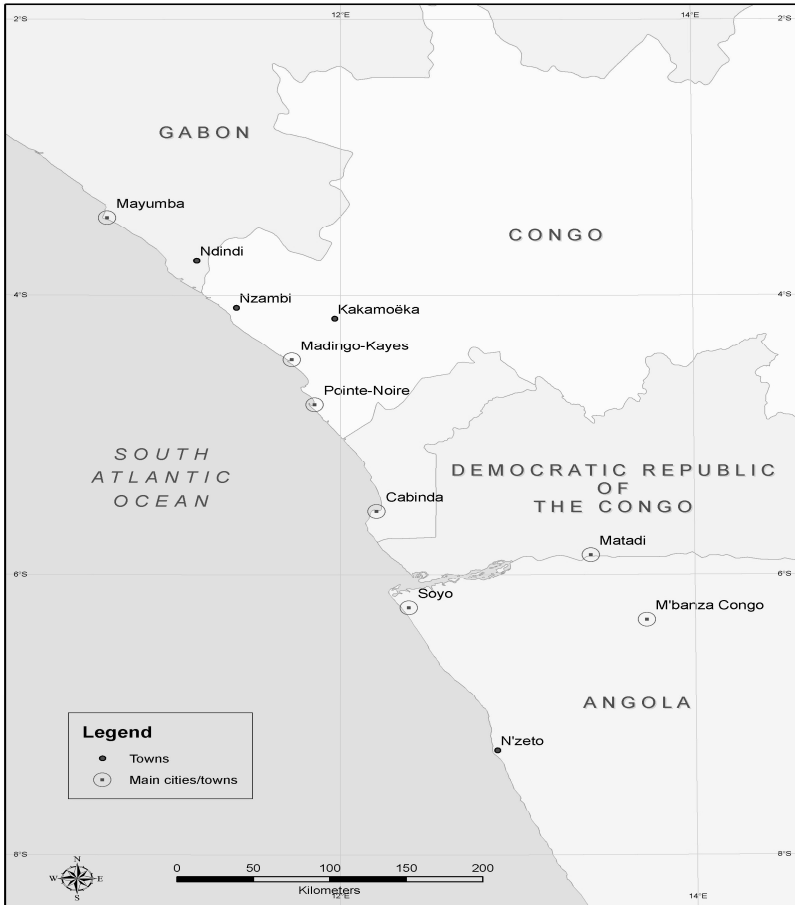 2°S
12°E
14°E
2°S
GABON
Mayumba
CONGO
Ndindi
4°S
Nzambi
Kakamoëka
4°S
Madingo-Kayes
Pointe-Noire
SOUTH
ATLANTIC
OCEAN
DEMOCRATIC REPUBLIC
OF
THE CONGO
Cabinda
Matadi
6°S
6°S
Soyo
M'banza Congo
ANGOLA
Legend
Towns
Main cities/towns
N'zeto
8°S
8°S
N
W E
S
0 50 100 150 200
Kilometers
12°E
14°E